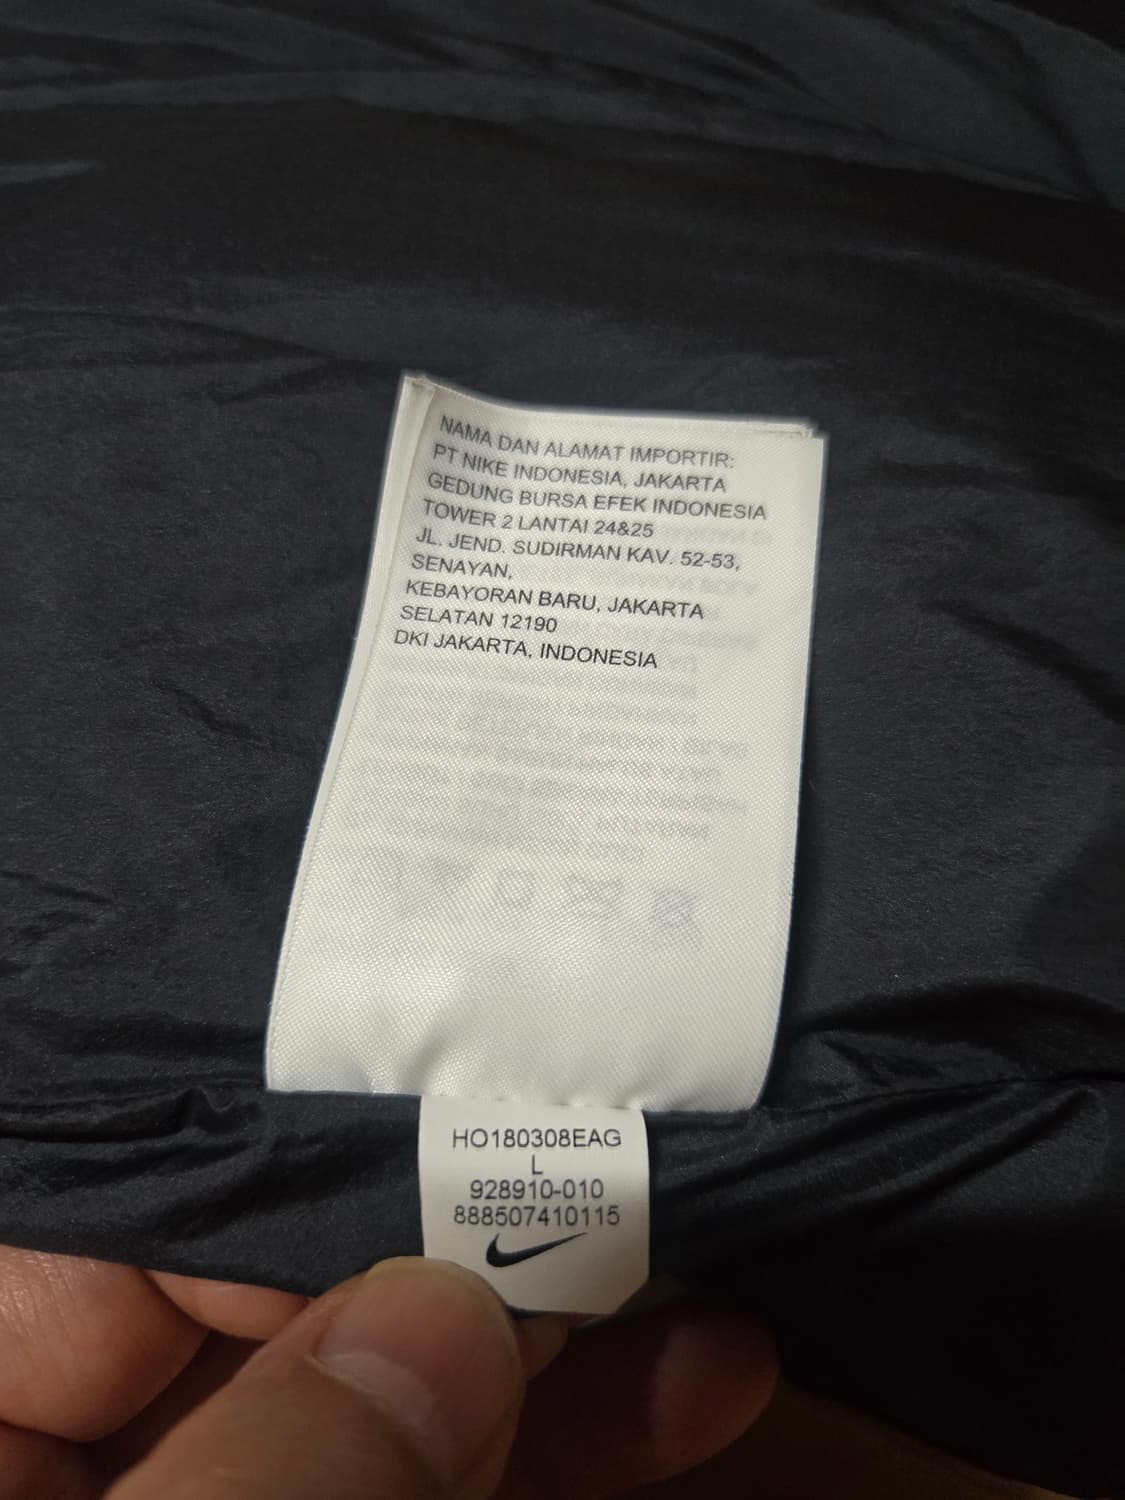 NAMA DAN ALAMAT IMPORTIR:
PT NIKE INDONESIA, JAKARTA
GEDUNG BURSA EFEK INDONESIA
TOWER 2 LANTAI 24&25
JL. JEND. SUDIRMAN KAV. 52-53,
SENAYAN,
KEBAYORAN BARU, JAKARTA
SELATAN 12190
DKI JAKARTA, INDONESIA
HO180308EAG
L
928910-010
888507410115